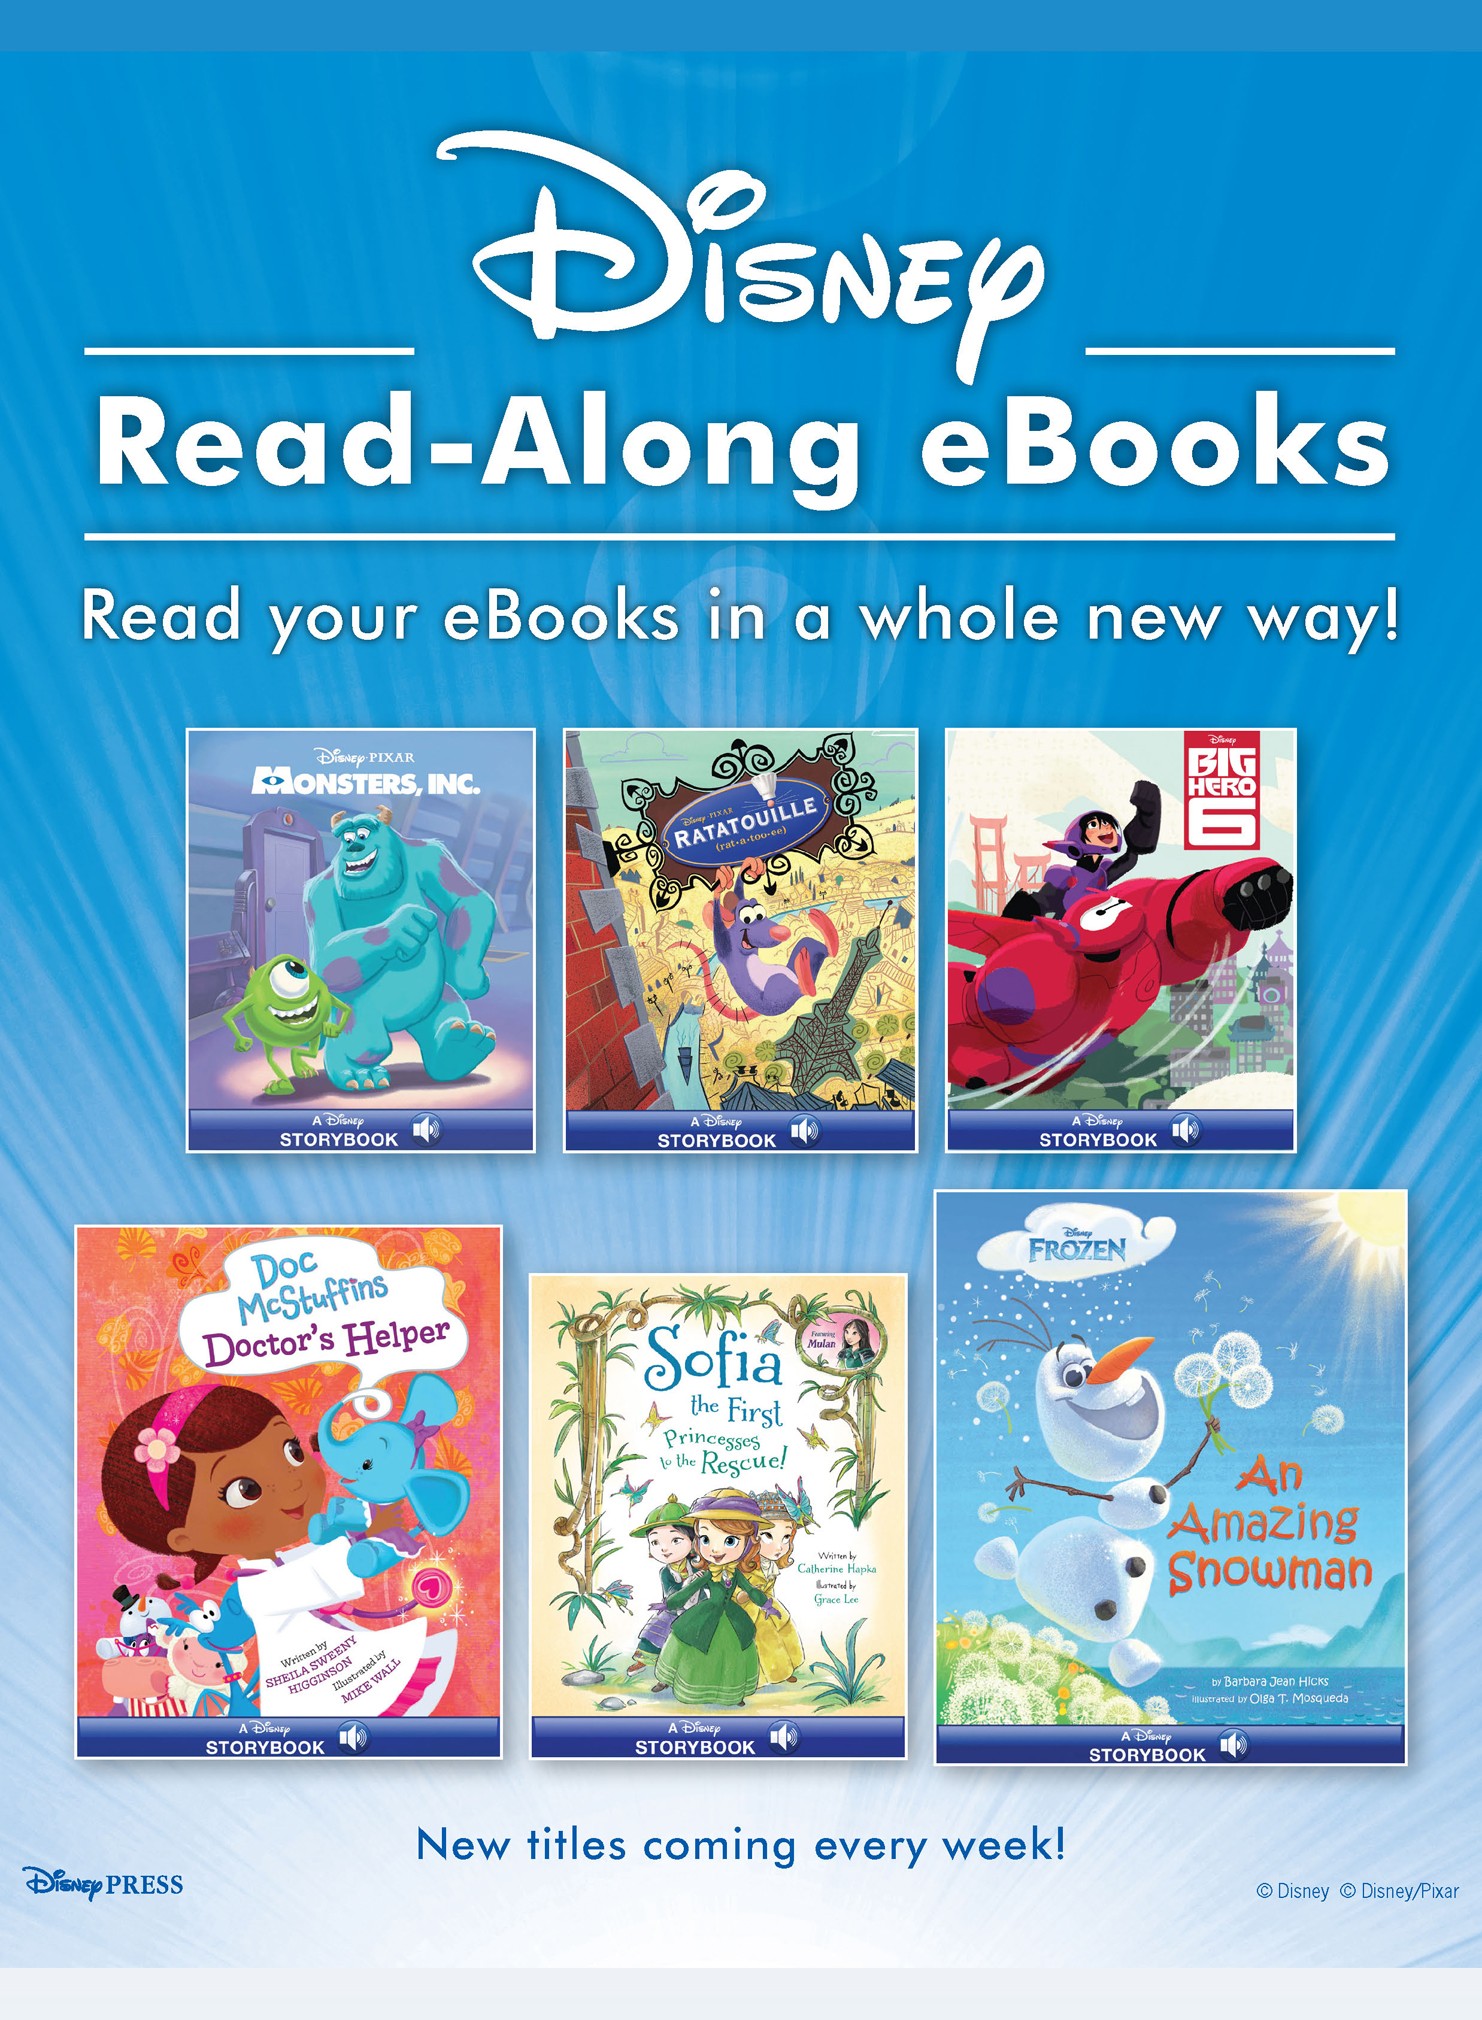 Disney
Read-Along eBooks
Read your eBooks in a whole new way!
Disney·PIXAR
MONSTERS, INC.
A Disney
STORYBOOK
Disney·PIXAR
RATATOUILLE
(rat•a•too•ee)
A Disney
STORYBOOK
Disney
BIG
HERO
6
A Disney
STORYBOOK
Doc
McStuffins
Doctor's Helper
Written by
SHEILA SWEENY
HIGGINSON
Illustrated by
MIKE WALL
A Disney
STORYBOOK
Featuring
Mulan
Sofia
the First
Princesses
to the Rescue!
Written by
Catherine Hapka
Illustrated by
Grace Lee
A Disney
STORYBOOK
Disney
FROZEN
An
Amazing
Snowman
by Barbara Jean Hicks
illustrated by Olga T. Mosqueda
A Disney
STORYBOOK
New titles coming every week!
Disney PRESS
© Disney © Disney/Pixar